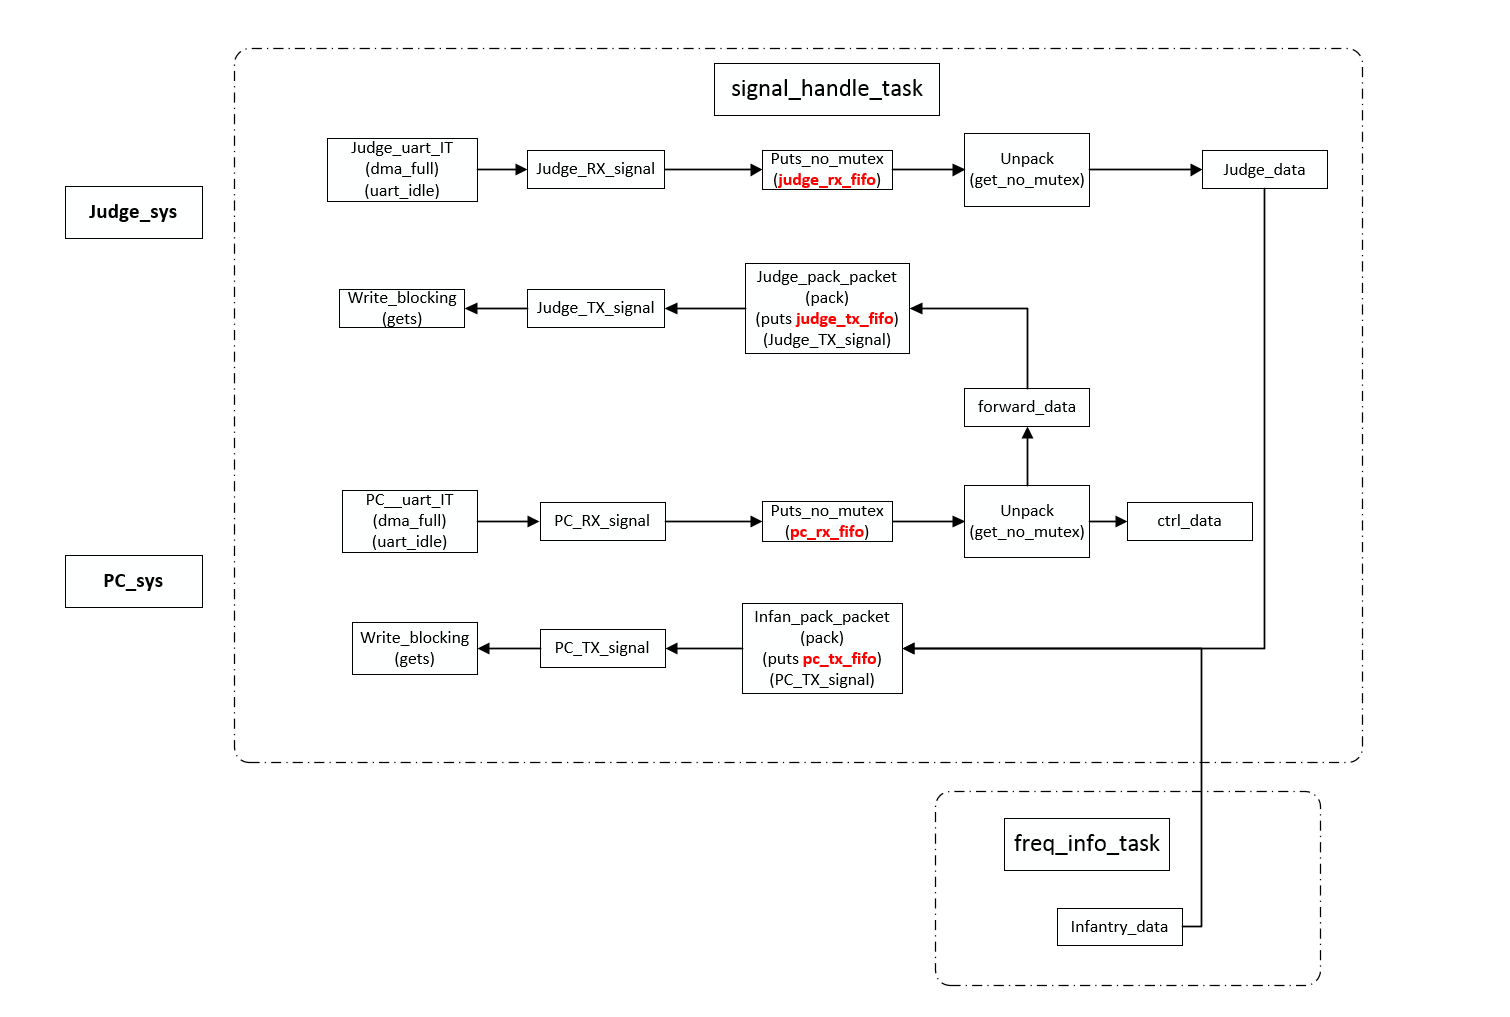 signal_handle_task
Judge_uart_IT
(dma_full)
(uart_idle)
Judge_RX_signal
Puts_no_mutex
(judge_rx_fifo)
Unpack
(get_no_mutex)
Judge_data
Judge_sys
Write_blocking
(gets)
Judge_TX_signal
Judge_pack_packet
(pack)
(puts judge_tx_fifo)
(Judge_TX_signal)
forward_data
PC__uart_IT
(dma_full)
(uart_idle)
PC_RX_signal
Puts_no_mutex
(pc_rx_fifo)
Unpack
(get_no_mutex)
ctrl_data
PC_sys
Write_blocking
(gets)
PC_TX_signal
Infan_pack_packet
(pack)
(puts pc_tx_fifo)
(PC_TX_signal)
freq_info_task
Infantry_data